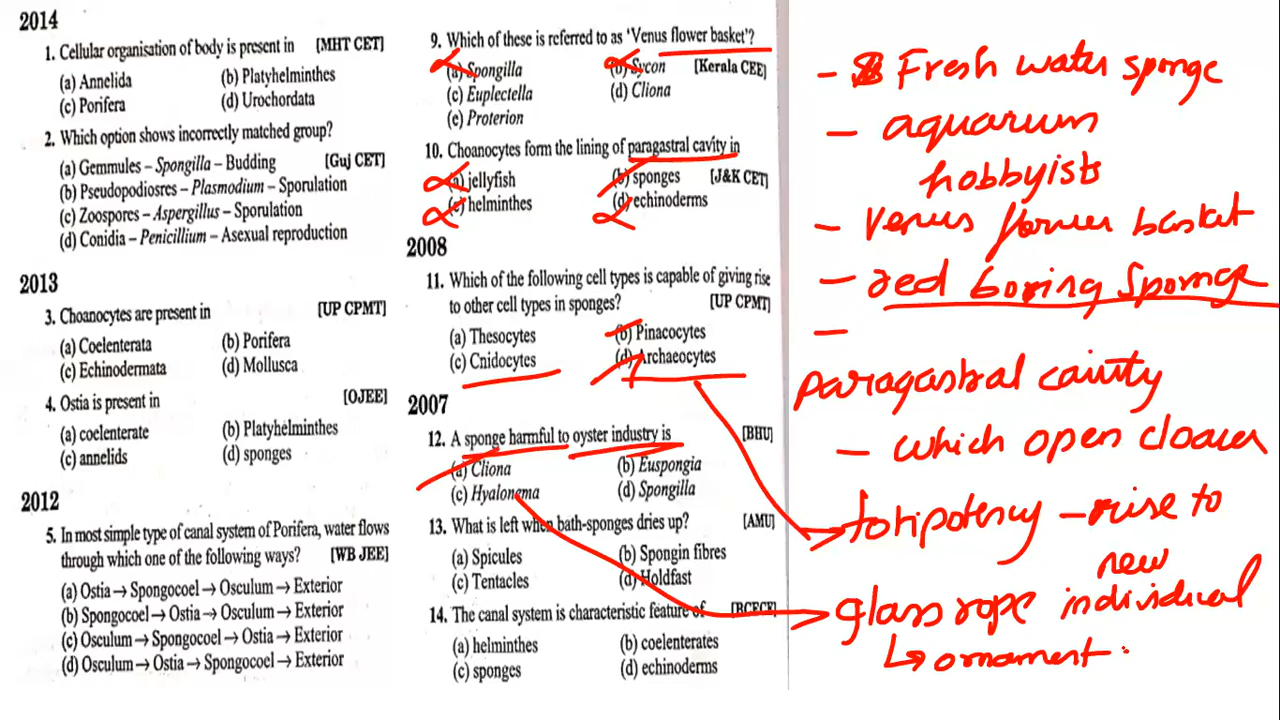 2014
1. Cellular organisation of body is present in [MHT CET]
(a) Annelida (b) Platyhelminthes
(c) Porifera (d) Urochordata
2. Which option shows incorrectly matched group?
(a) Gemmules – Spongilla – Budding [Guj CET]
(b) Pseudopodiosres – Plasmodium – Sporulation
(c) Zoospores – Aspergillus – Sporulation
(d) Conidia – Penicillium – Asexual reproduction
2013
3. Choanocytes are present in [UP CPMT]
(a) Coelenterata (b) Porifera
(c) Echinodermata (d) Mollusca
4. Ostia is present in [OJEE]
(a) coelenterate (b) Platyhelminthes
(c) annelids (d) sponges
2012
5. In most simple type of canal system of Porifera, water flows
through which one of the following ways? [WB JEE]
(a) Ostia → Spongocoel → Osculum → Exterior
(b) Spongocoel → Ostia → Osculum → Exterior
(c) Osculum → Spongocoel → Ostia → Exterior
(d) Osculum → Ostia → Spongocoel → Exterior
9. Which of these is referred to as 'Venus flower basket'?
(a) Spongilla (b) Sycon [Kerala CEE]
(c) Euplectella (d) Cliona
(e) Proterion
10. Choanocytes form the lining of paragastral cavity in
(a) jellyfish (b) sponges [J&K CET]
(c) helminthes (d) echinoderms
2008
11. Which of the following cell types is capable of giving rise
to other cell types in sponges? [UP CPMT]
(a) Thesocytes (b) Pinacocytes
(c) Cnidocytes (d) Archaeocytes
2007
12. A sponge harmful to oyster industry is [BHU]
(a) Cliona (b) Euspongia
(c) Hyalonema (d) Spongilla
13. What is left when bath-sponges dries up? [AMU]
(a) Spicules (b) Spongin fibres
(c) Tentacles (d) Holdfast
14. The canal system is characteristic feature of [BCECE]
(a) helminthes (b) coelenterates
(c) sponges (d) echinoderms
– Fresh water sponge
– aquarum
hobbyists
– Venus basket
– red boring sponge
–
paragastral cavity
– which open cloacer
totipotency – rise to
new
glass rope individual
↳ ornament